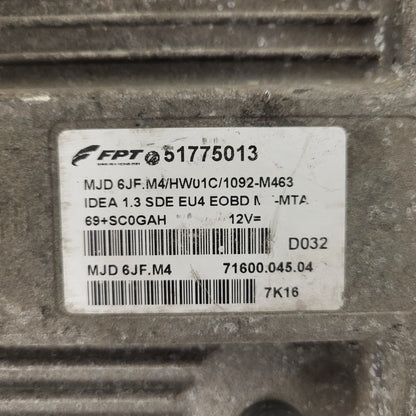 FPT 51775013
MJD 6JF.M4/HW01C/1092-M463
IDEA 1.3 SDE EU4 EOBD M -MTA
69+SC0GAH 12V=
D032
MJD 6JF.M4 71600.045.04
7K16